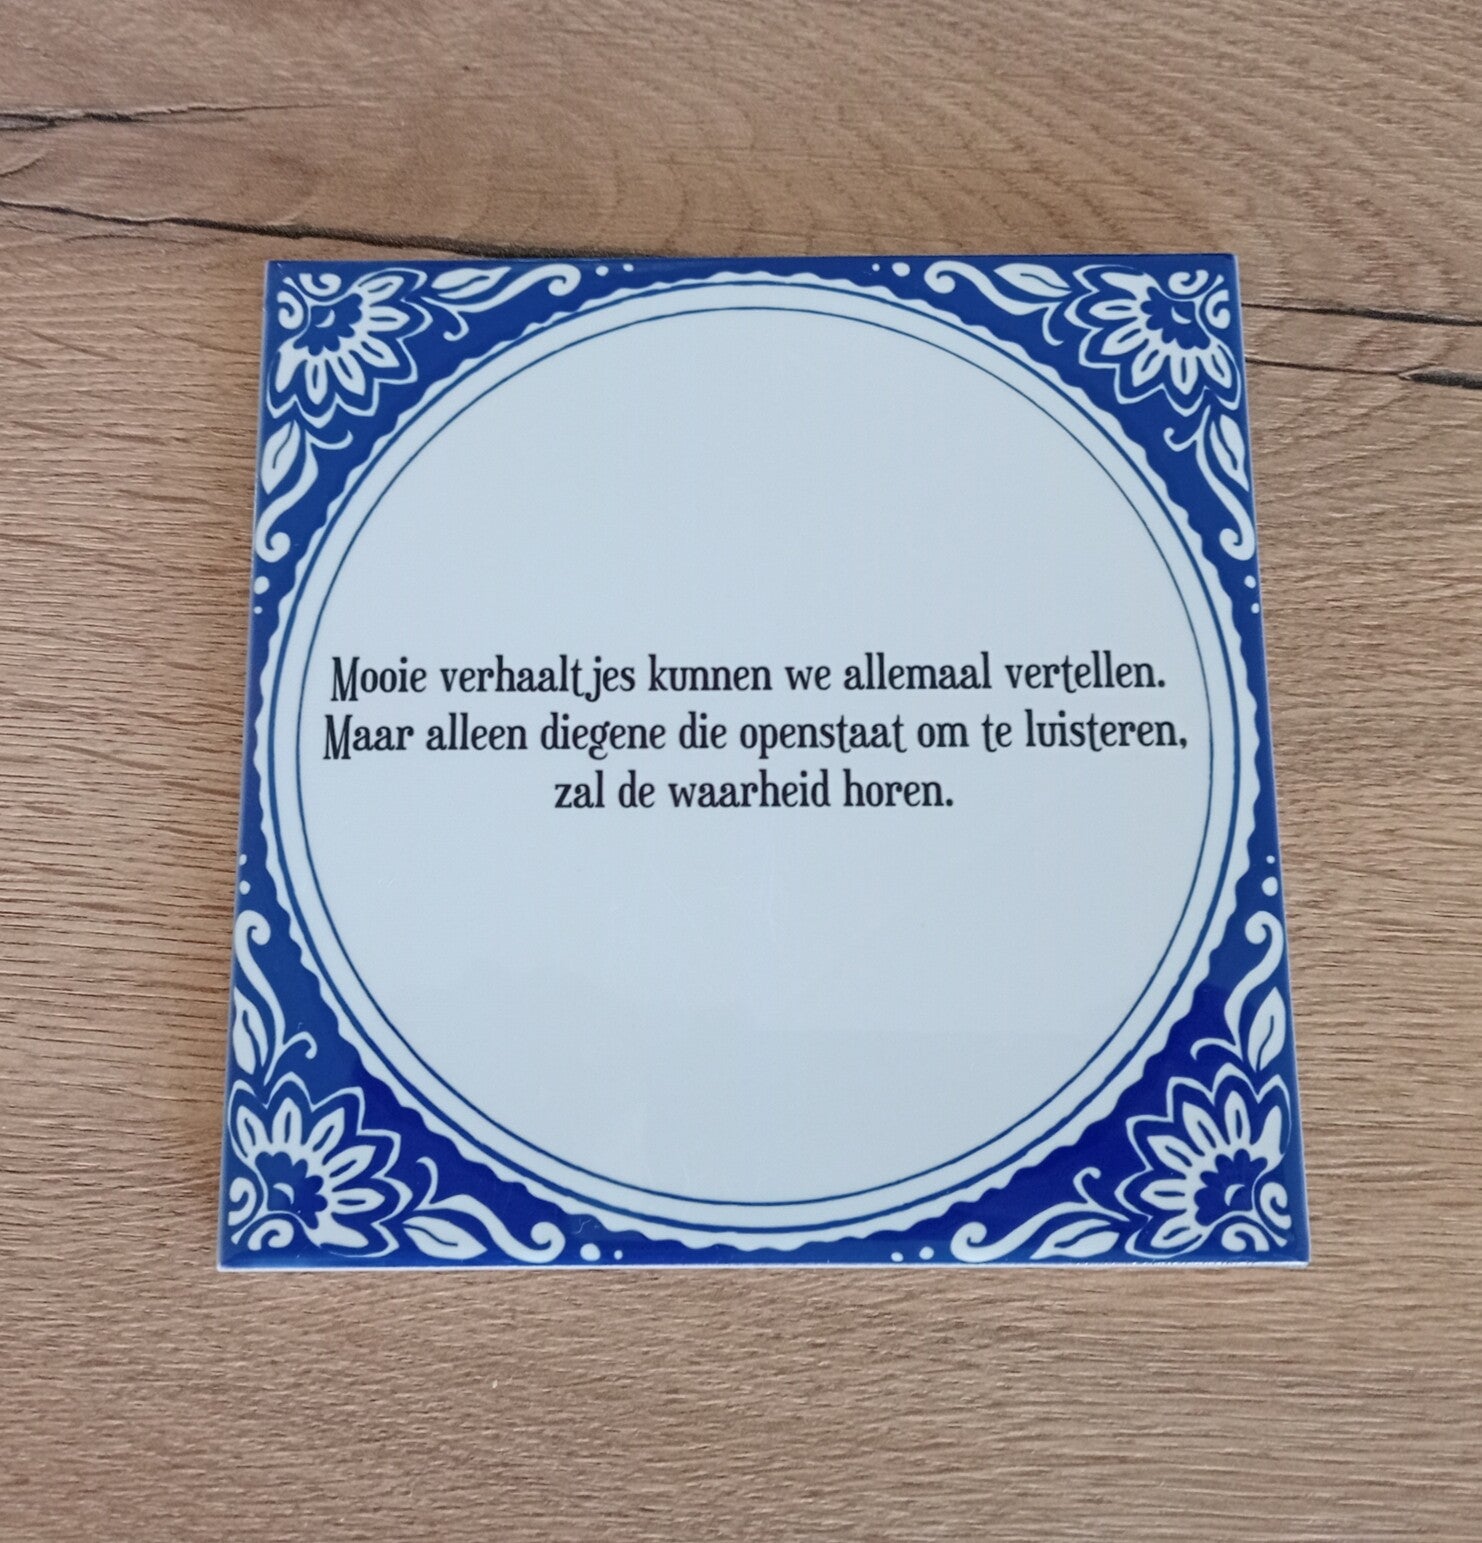 Mooie verhaaltjes kunnen we allemaal vertellen.
Maar alleen diegene die openstaat om te luisteren,
zal de waarheid horen.